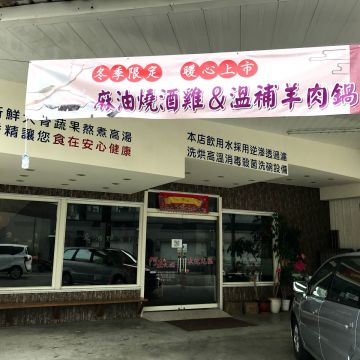 冬季限定 暖心上市
麻油燒酒雞&溫補羊肉鍋
新鮮大骨蔬果熬煮高湯
精讓您食在安心健康
本店飲用水採用逆滲透過濾
洗烘高溫消毒殺菌洗碗設備